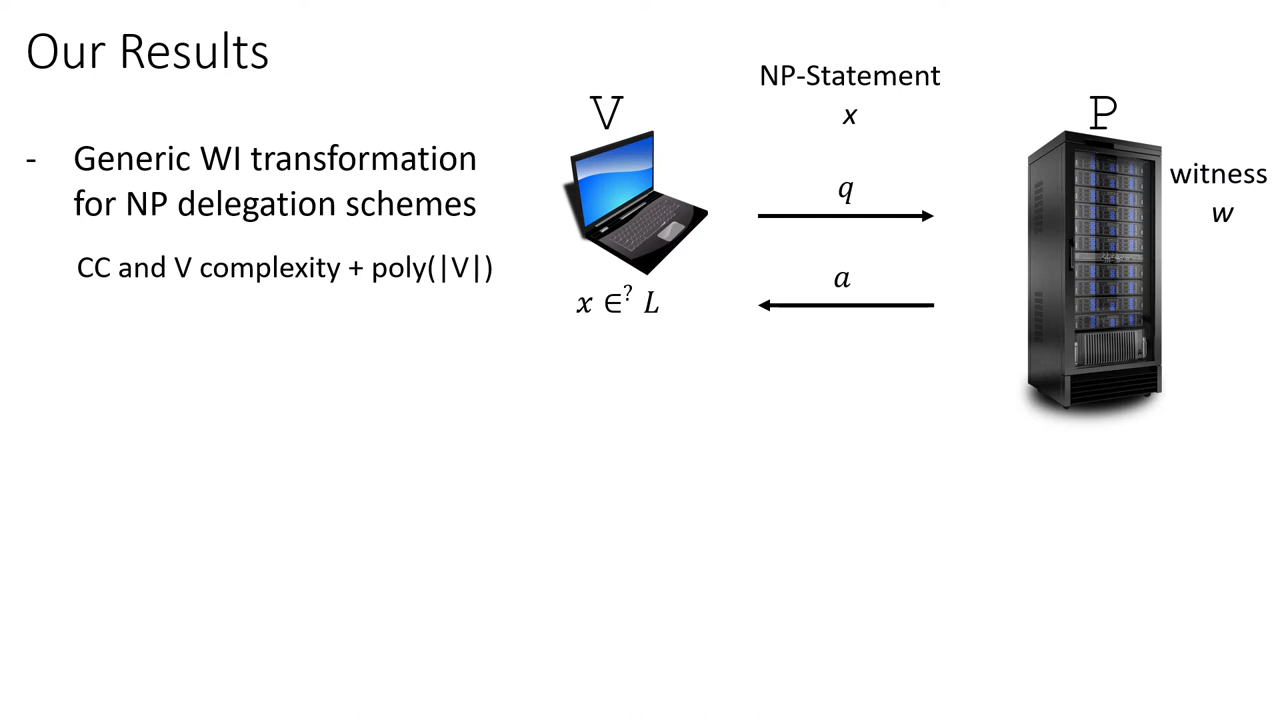 Our Results
- Generic WI transformation
for NP delegation schemes
CC and V complexity + poly(|V|)
NP-Statement
x
V
P
witness
w
q
a
x ∈? L